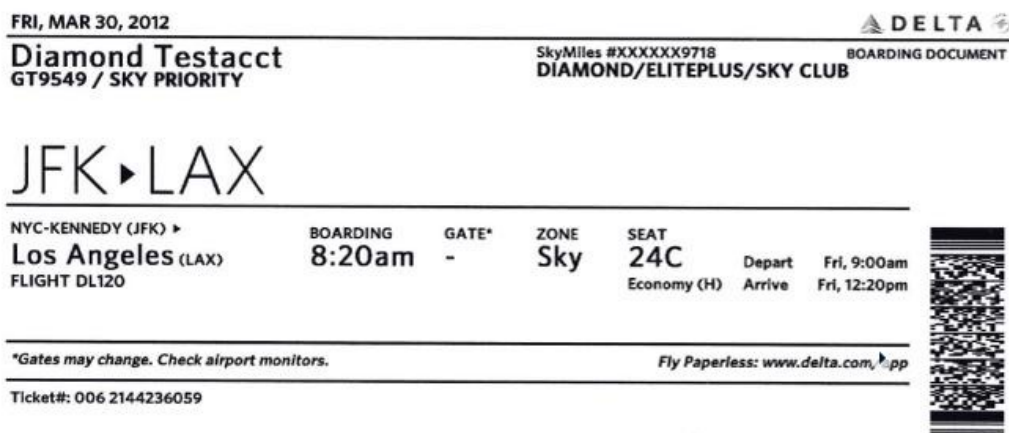 FRI, MAR 30, 2012
DELTA
Diamond Testacct
GT9549 / SKY PRIORITY
SkyMiles #XXXXXX9718
DIAMOND/ELITEPLUS/SKY CLUB
BOARDING DOCUMENT
JFK▸LAX
NYC-KENNEDY (JFK) ▸
Los Angeles (LAX)
FLIGHT DL120
BOARDING
8:20am
GATE*
-
ZONE
Sky
SEAT
24C
Economy (H)
Depart Fri, 9:00am
Arrive Fri, 12:20pm
*Gates may change. Check airport monitors.
Fly Paperless: www.delta.com/
Ticket#: 006 2144236059